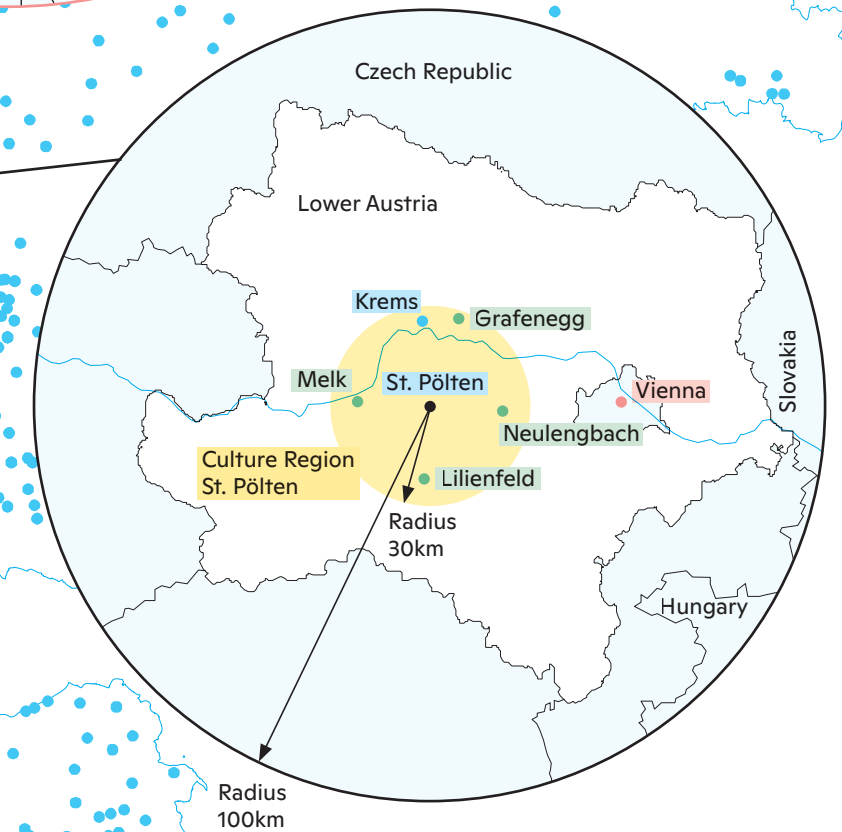 Czech Republic
Lower Austria
Krems
Grafenegg
Slovakia
Melk
St. Pölten
Vienna
Neulengbach
Culture Region
St. Pölten
Lilienfeld
Radius
30km
Hungary
Radius
100km